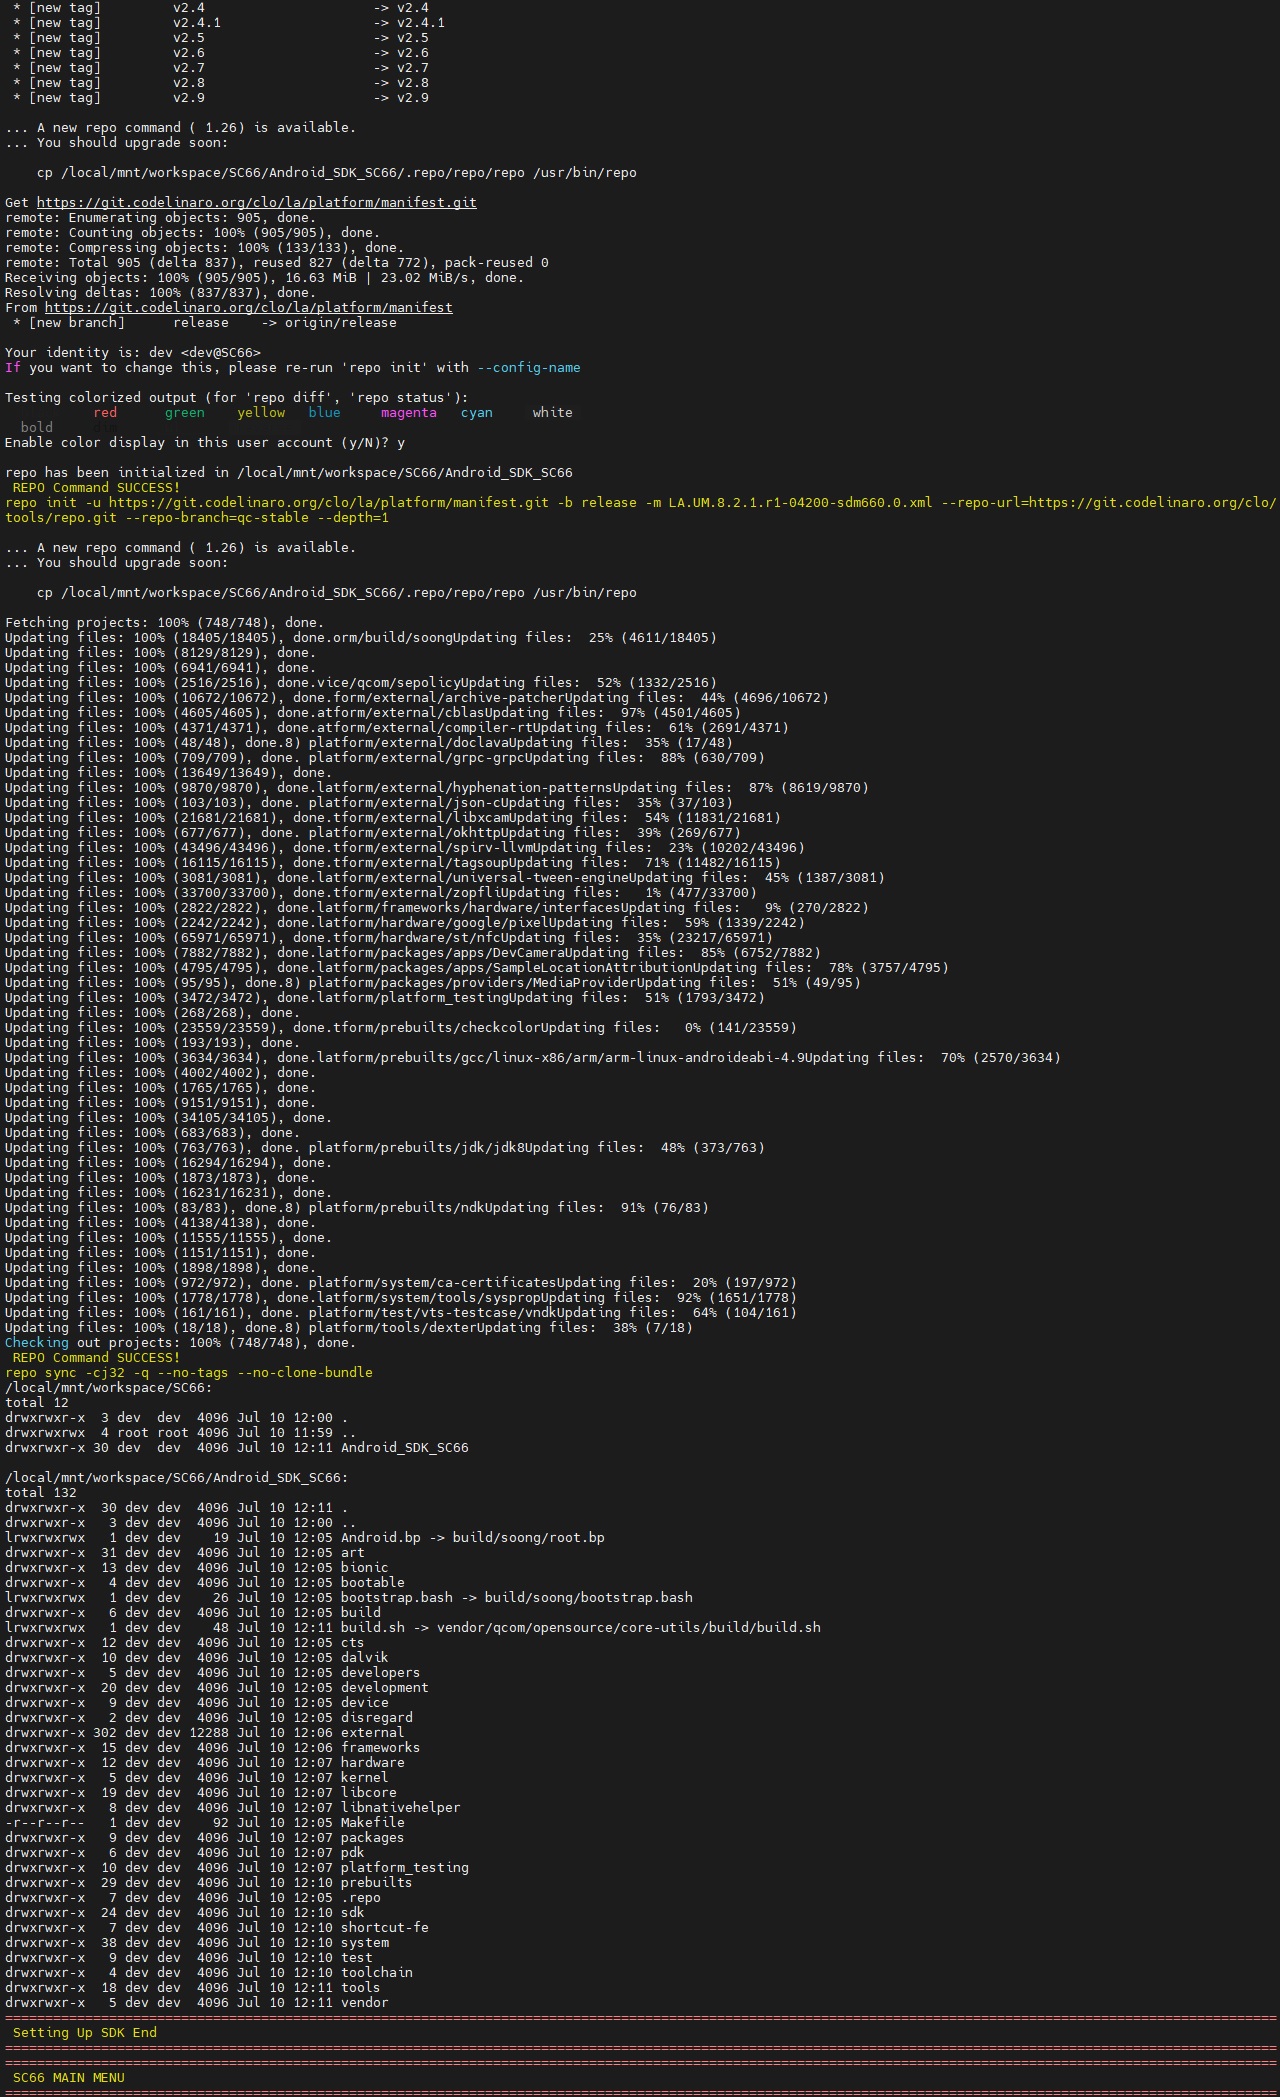 * [new tag]         v2.4                     -> v2.4
* [new tag]         v2.4.1                   -> v2.4.1
* [new tag]         v2.5                     -> v2.5
* [new tag]         v2.6                     -> v2.6
* [new tag]         v2.7                     -> v2.7
* [new tag]         v2.8                     -> v2.8
* [new tag]         v2.9                     -> v2.9
... A new repo command ( 1.26) is available.
... You should upgrade soon:
cp /local/mnt/workspace/SC66/Android_SDK_SC66/.repo/repo/repo /usr/bin/repo
Get https://git.codelinaro.org/clo/la/platform/manifest.git
remote: Enumerating objects: 905, done.
remote: Counting objects: 100% (905/905), done.
remote: Compressing objects: 100% (133/133), done.
remote: Total 905 (delta 837), reused 827 (delta 772), pack-reused 0
Receiving objects: 100% (905/905), 16.63 MiB | 23.02 MiB/s, done.
Resolving deltas: 100% (837/837), done.
From https://git.codelinaro.org/clo/la/platform/manifest
* [new branch]      release    -> origin/release
Your identity is: dev <dev@SC66>
If you want to change this, please re-run 'repo init' with --config-name
Testing colorized output (for 'repo diff', 'repo status'):
red      green    yellow   blue     magenta   cyan     white
bold     dim
Enable color display in this user account (y/N)? y
repo has been initialized in /local/mnt/workspace/SC66/Android_SDK_SC66
REPO Command SUCCESS!
repo init -u https://git.codelinaro.org/clo/la/platform/manifest.git -b release -m LA.UM.8.2.1.r1-04200-sdm660.0.xml --repo-url=https://git.codelinaro.org/clo/
tools/repo.git --repo-branch=qc-stable --depth=1
... A new repo command ( 1.26) is available.
... You should upgrade soon:
cp /local/mnt/workspace/SC66/Android_SDK_SC66/.repo/repo/repo /usr/bin/repo
Fetching projects: 100% (748/748), done.
Updating files: 100% (18405/18405), done.orm/build/soongUpdating files:  25% (4611/18405)
Updating files: 100% (8129/8129), done.
Updating files: 100% (6941/6941), done.
Updating files: 100% (2516/2516), done.vice/qcom/sepolicyUpdating files:  52% (1332/2516)
Updating files: 100% (10672/10672), done.form/external/archive-patcherUpdating files:  44% (4696/10672)
Updating files: 100% (4605/4605), done.atform/external/cblasUpdating files:  97% (4501/4605)
Updating files: 100% (4371/4371), done.atform/external/compiler-rtUpdating files:  61% (2691/4371)
Updating files: 100% (48/48), done.8) platform/external/doclavaUpdating files:  35% (17/48)
Updating files: 100% (709/709), done. platform/external/grpc-grpcUpdating files:  88% (630/709)
Updating files: 100% (13649/13649), done.
Updating files: 100% (9870/9870), done.latform/external/hyphenation-patternsUpdating files:  87% (8619/9870)
Updating files: 100% (103/103), done. platform/external/json-cUpdating files:  35% (37/103)
Updating files: 100% (21681/21681), done.tform/external/libxcamUpdating files:  54% (11831/21681)
Updating files: 100% (677/677), done. platform/external/okhttpUpdating files:  39% (269/677)
Updating files: 100% (43496/43496), done.tform/external/spirv-llvmUpdating files:  23% (10202/43496)
Updating files: 100% (16115/16115), done.tform/external/tagsoupUpdating files:  71% (11482/16115)
Updating files: 100% (3081/3081), done.latform/external/universal-tween-engineUpdating files:  45% (1387/3081)
Updating files: 100% (33700/33700), done.tform/external/zopfliUpdating files:   1% (477/33700)
Updating files: 100% (2822/2822), done.latform/frameworks/hardware/interfacesUpdating files:   9% (270/2822)
Updating files: 100% (2242/2242), done.latform/hardware/google/pixelUpdating files:  59% (1339/2242)
Updating files: 100% (65971/65971), done.tform/hardware/st/nfcUpdating files:  35% (23217/65971)
Updating files: 100% (7882/7882), done.latform/packages/apps/DevCameraUpdating files:  85% (6752/7882)
Updating files: 100% (4795/4795), done.latform/packages/apps/SampleLocationAttributionUpdating files:  78% (3757/4795)
Updating files: 100% (95/95), done.8) platform/packages/providers/MediaProviderUpdating files:  51% (49/95)
Updating files: 100% (3472/3472), done.latform/platform_testingUpdating files:  51% (1793/3472)
Updating files: 100% (268/268), done.
Updating files: 100% (23559/23559), done.tform/prebuilts/checkcolorUpdating files:   0% (141/23559)
Updating files: 100% (193/193), done.
Updating files: 100% (3634/3634), done.latform/prebuilts/gcc/linux-x86/arm/arm-linux-androideabi-4.9Updating files:  70% (2570/3634)
Updating files: 100% (4002/4002), done.
Updating files: 100% (1765/1765), done.
Updating files: 100% (9151/9151), done.
Updating files: 100% (34105/34105), done.
Updating files: 100% (683/683), done.
Updating files: 100% (763/763), done. platform/prebuilts/jdk/jdk8Updating files:  48% (373/763)
Updating files: 100% (16294/16294), done.
Updating files: 100% (1873/1873), done.
Updating files: 100% (16231/16231), done.
Updating files: 100% (83/83), done.8) platform/prebuilts/ndkUpdating files:  91% (76/83)
Updating files: 100% (4138/4138), done.
Updating files: 100% (11555/11555), done.
Updating files: 100% (1151/1151), done.
Updating files: 100% (1898/1898), done.
Updating files: 100% (972/972), done. platform/system/ca-certificatesUpdating files:  20% (197/972)
Updating files: 100% (1778/1778), done.latform/system/tools/syspropUpdating files:  92% (1651/1778)
Updating files: 100% (161/161), done. platform/test/vts-testcase/vndkUpdating files:  64% (104/161)
Updating files: 100% (18/18), done.8) platform/tools/dexterUpdating files:  38% (7/18)
Checking out projects: 100% (748/748), done.
REPO Command SUCCESS!
repo sync -cj32 -q --no-tags --no-clone-bundle
/local/mnt/workspace/SC66:
total 12
drwxrwxr-x  3 dev  dev  4096 Jul 10 12:00 .
drwxrwxrwx  4 root root 4096 Jul 10 11:59 ..
drwxrwxr-x 30 dev  dev  4096 Jul 10 12:11 Android_SDK_SC66
/local/mnt/workspace/SC66/Android_SDK_SC66:
total 132
drwxrwxr-x  30 dev dev  4096 Jul 10 12:11 .
drwxrwxr-x   3 dev dev  4096 Jul 10 12:00 ..
lrwxrwxrwx   1 dev dev    19 Jul 10 12:05 Android.bp -> build/soong/root.bp
drwxrwxr-x  31 dev dev  4096 Jul 10 12:05 art
drwxrwxr-x  13 dev dev  4096 Jul 10 12:05 bionic
drwxrwxr-x   4 dev dev  4096 Jul 10 12:05 bootable
lrwxrwxrwx   1 dev dev    26 Jul 10 12:05 bootstrap.bash -> build/soong/bootstrap.bash
drwxrwxr-x   6 dev dev  4096 Jul 10 12:05 build
lrwxrwxrwx   1 dev dev    48 Jul 10 12:11 build.sh -> vendor/qcom/opensource/core-utils/build/build.sh
drwxrwxr-x  12 dev dev  4096 Jul 10 12:05 cts
drwxrwxr-x  10 dev dev  4096 Jul 10 12:05 dalvik
drwxrwxr-x   5 dev dev  4096 Jul 10 12:05 developers
drwxrwxr-x  20 dev dev  4096 Jul 10 12:05 development
drwxrwxr-x   9 dev dev  4096 Jul 10 12:05 device
drwxrwxr-x   2 dev dev  4096 Jul 10 12:05 disregard
drwxrwxr-x 302 dev dev 12288 Jul 10 12:06 external
drwxrwxr-x  15 dev dev  4096 Jul 10 12:06 frameworks
drwxrwxr-x  12 dev dev  4096 Jul 10 12:07 hardware
drwxrwxr-x   5 dev dev  4096 Jul 10 12:07 kernel
drwxrwxr-x  19 dev dev  4096 Jul 10 12:07 libcore
drwxrwxr-x   8 dev dev  4096 Jul 10 12:07 libnativehelper
-r--r--r--   1 dev dev    92 Jul 10 12:05 Makefile
drwxrwxr-x   9 dev dev  4096 Jul 10 12:07 packages
drwxrwxr-x   6 dev dev  4096 Jul 10 12:07 pdk
drwxrwxr-x  10 dev dev  4096 Jul 10 12:07 platform_testing
drwxrwxr-x  29 dev dev  4096 Jul 10 12:10 prebuilts
drwxrwxr-x   7 dev dev  4096 Jul 10 12:05 .repo
drwxrwxr-x  24 dev dev  4096 Jul 10 12:10 sdk
drwxrwxr-x   7 dev dev  4096 Jul 10 12:10 shortcut-fe
drwxrwxr-x  38 dev dev  4096 Jul 10 12:10 system
drwxrwxr-x   9 dev dev  4096 Jul 10 12:10 test
drwxrwxr-x   4 dev dev  4096 Jul 10 12:10 toolchain
drwxrwxr-x  18 dev dev  4096 Jul 10 12:11 tools
drwxrwxr-x   5 dev dev  4096 Jul 10 12:11 vendor
Setting Up SDK End
SC66 MAIN MENU